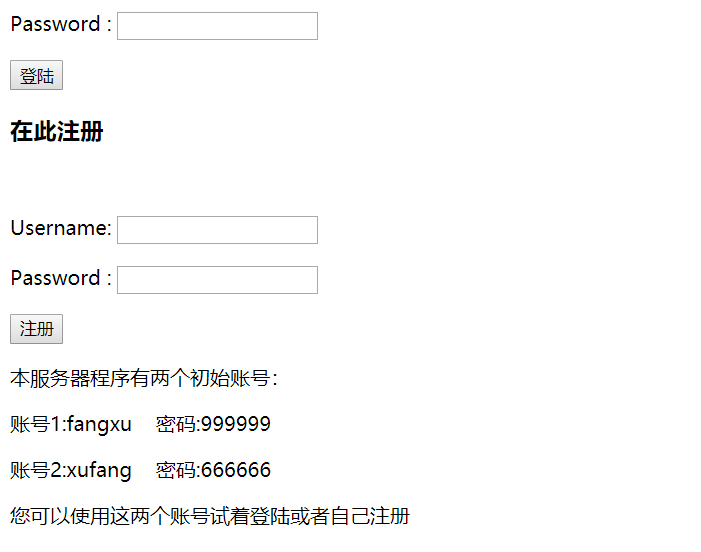 Password :
登陆
在此注册
Username:
Password :
注册
本服务器程序有两个初始账号：
账号1:fangxu 密码:999999
账号2:xufang 密码:666666
您可以使用这两个账号试着登陆或者自己注册